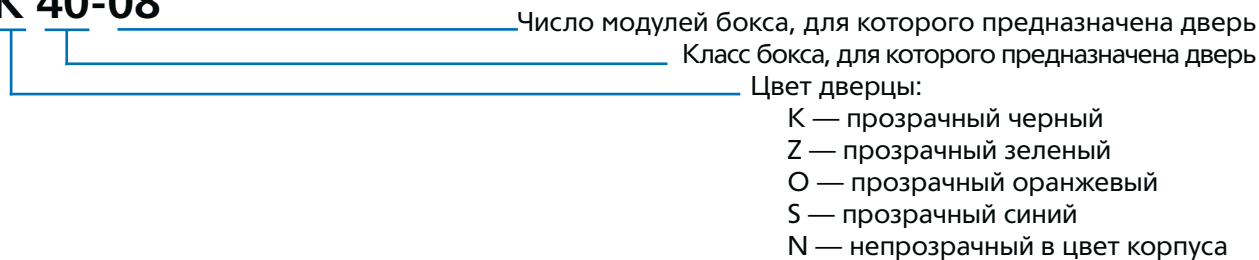 К 40-08
Число модулей бокса, для которого предназначена дверь
Класс бокса, для которого предназначена дверь
Цвет дверцы:
К — прозрачный черный
Z — прозрачный зеленый
О — прозрачный оранжевый
S — прозрачный синий
N — непрозрачный в цвет корпуса